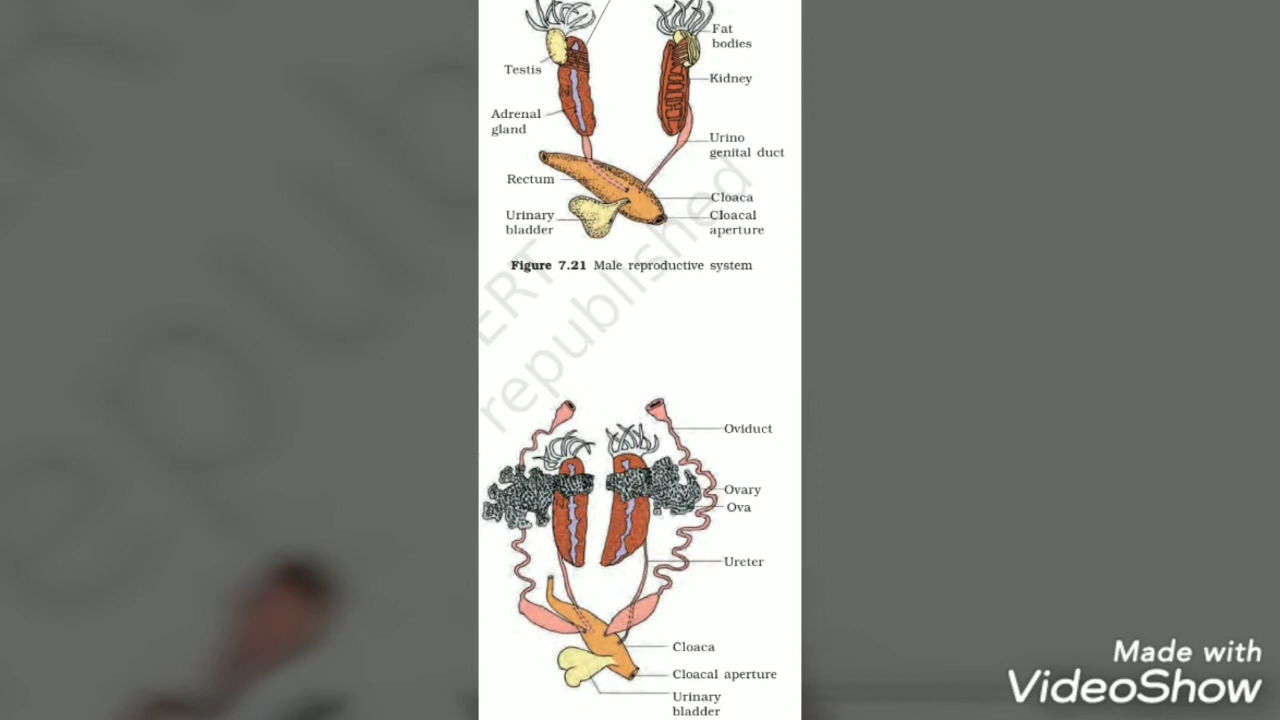 Fat
bodies
Testis
Kidney
Adrenal
gland
Urino
genital duct
Rectum
Cloaca
Urinary
bladder
Cloacal
aperture
Figure 7.21 Male reproductive system
republished
Oviduct
Ovary
Ova
Ureter
Cloaca
Cloacal aperture
Urinary
bladder
Made with
VideoShow